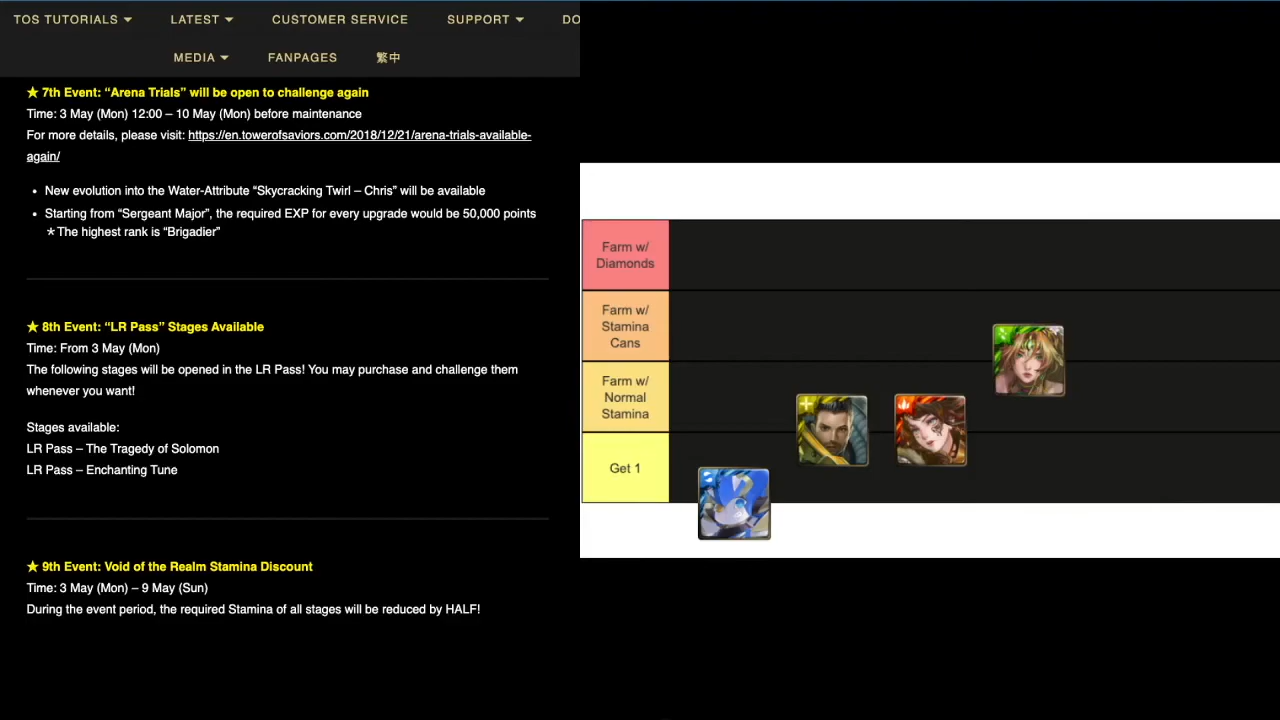 TOS TUTORIALS LATEST CUSTOMER SERVICE SUPPORT DO
MEDIA FANPAGES 繁中
★ 7th Event: “Arena Trials” will be open to challenge again
Time: 3 May (Mon) 12:00 – 10 May (Mon) before maintenance
For more details, please visit: https://en.towerofsaviors.com/2018/12/21/arena-trials-available-
again/
• New evolution into the Water-Attribute “Skycracking Twirl – Chris” will be available
• Starting from “Sergeant Major”, the required EXP for every upgrade would be 50,000 points
＊The highest rank is “Brigadier”
★ 8th Event: “LR Pass” Stages Available
Time: From 3 May (Mon)
The following stages will be opened in the LR Pass! You may purchase and challenge them
whenever you want!
Stages available:
LR Pass – The Tragedy of Solomon
LR Pass – Enchanting Tune
★ 9th Event: Void of the Realm Stamina Discount
Time: 3 May (Mon) – 9 May (Sun)
During the event period, the required Stamina of all stages will be reduced by HALF!
Farm w/
Diamonds
Farm w/
Stamina
Cans
Farm w/
Normal
Stamina
Get 1